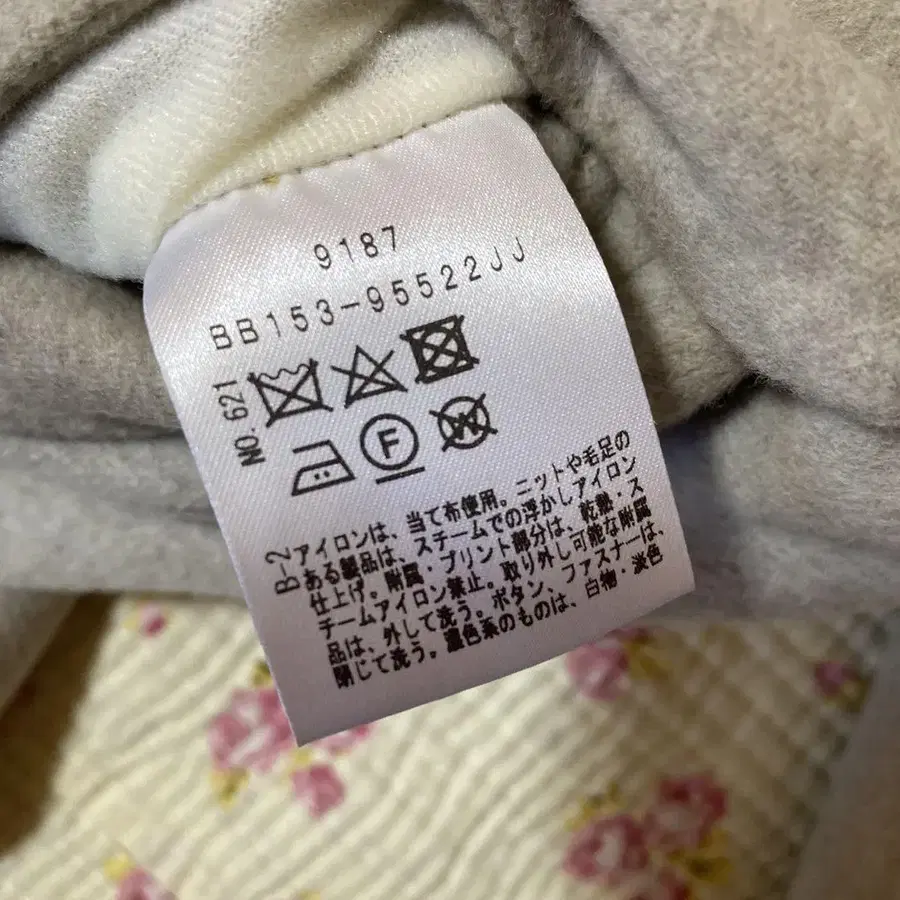 9187
BB153-95522JJ
NO. 621
F
W
B-2
アイロンは、当て布使用。ニットや毛足の
ある製品は、スチームでの浮かしアイロン
仕上げ。附属・プリント部分は、乾熱・ス
チームアイロン禁止。取り外し可能な附属
品は、外して洗う。ボタン、ファスナーは、
閉じて洗う。濃色系のものは、白物・淡色